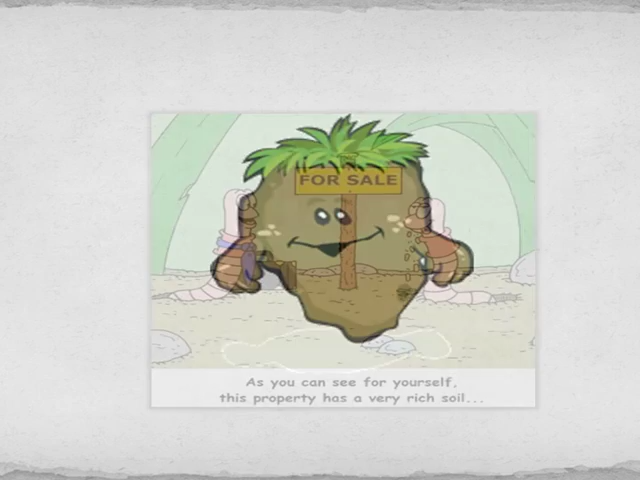 FOR SALE
As you can see for yourself,
this property has a very rich soil...